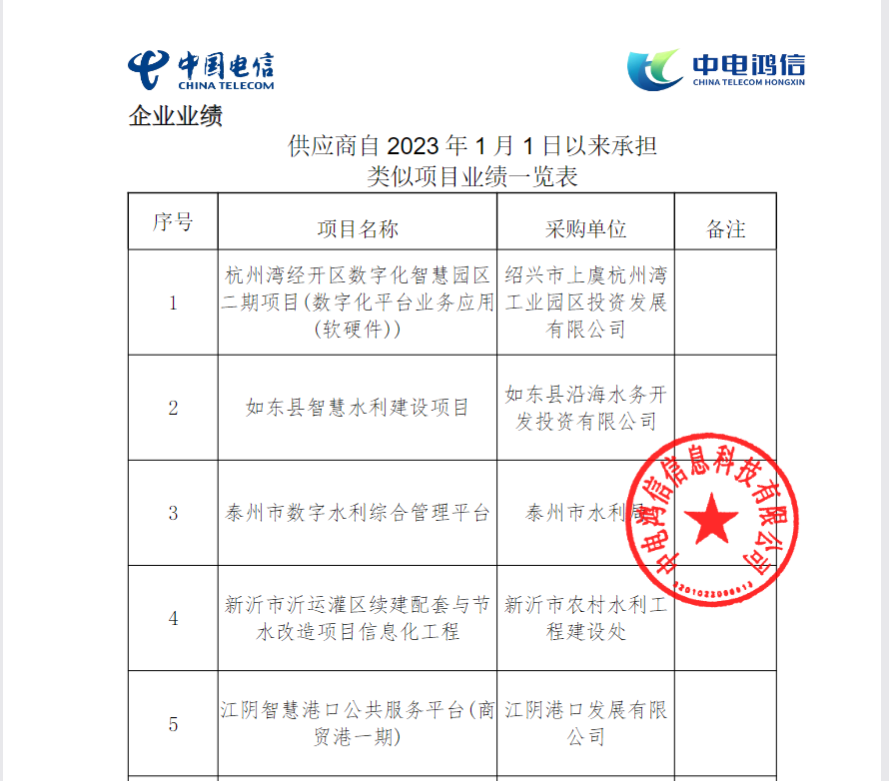 中国电信
CHINA TELECOM
中电鸿信
CHINA TELECOM HONGXIN
企业业绩
供应商自 2023 年 1 月 1 日以来承担
类似项目业绩一览表
序号
项目名称
采购单位
备注
1
杭州湾经开区数字化智慧园区
二期项目(数字化平台业务应用
(软硬件))
绍兴市上虞杭州湾
工业园区投资发展
有限公司
2
如东县智慧水利建设项目
如东县沿海水务开
发投资有限公司
3
泰州市数字水利综合管理平台
泰州市水利局
中电鸿信信息科技有限公司
4
新沂市沂运灌区续建配套与节
水改造项目信息化工程
新沂市农村水利工
程建设处
5
江阴智慧港口公共服务平台(商
贸港一期)
江阴港口发展有限
公司